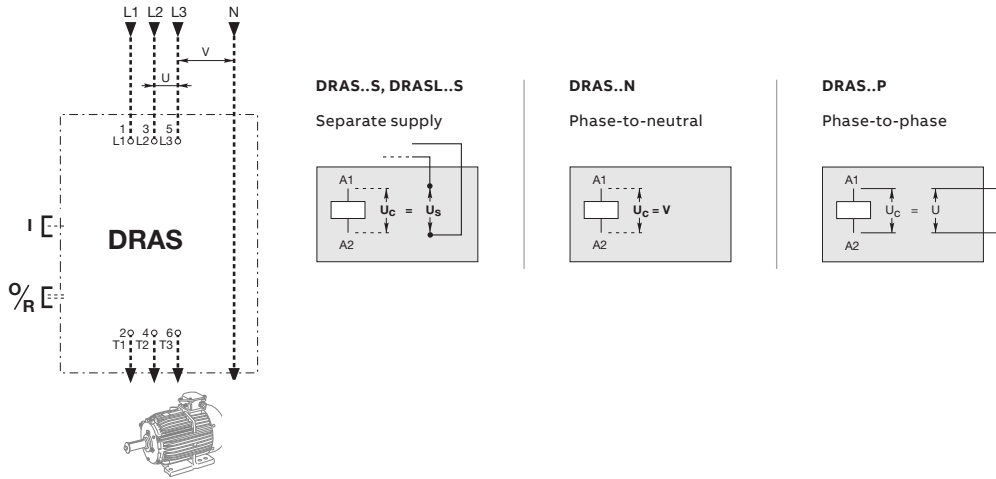 L1 L2 L3 N
V
U
1 3 5
L1 L2 L3
I
DRAS
O/R
2 4 6
T1 T2 T3
DRAS..S, DRASL..S
Separate supply
A1
Uc = Us
A2
DRAS..N
Phase-to-neutral
A1
Uc = V
A2
DRAS..P
Phase-to-phase
A1
Uc = U
A2